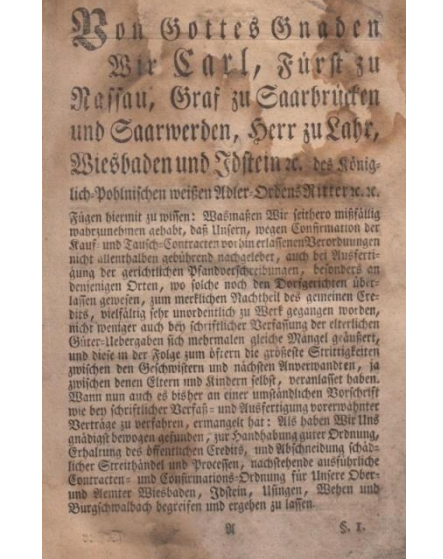 Von Gottes Gnaden
Wir Carl, Fürst zu
Nassau, Graf zu Saarbrücken
und Saarwerden, Herr zu Lahr,
Wiesbaden und Idstein ꝛc. des König-
lich-Pohlnischen weißen Adler-Ordens Ritter ꝛc. ꝛc.
Fügen hiermit zu wissen: Wasmaßen Wir seithero mißfällig
wahrzunehmen gehabt, daß Unsern, wegen Confirmation der
Kauf- und Tausch-Contracten vorhin erlassenen Verordnungen
nicht allenthalben gebührend nachgelebet, auch bei Ausferti-
gung der gerichtlichen Pfandverschreibungen, besonders an
denjenigen Orten, wo solche noch den Dorfgerichten über-
lassen gewesen, zum merklichen Nachtheil des gemeinen Cre-
dits, vielfältig sehr unordentlich zu Werk gegangen worden,
nicht weniger auch bey schriftlicher Verfassung der elterlichen
Güter-Uebergaben sich mehrmalen gleiche Mängel geäußert,
und diese in der Folge zum öftern die größeste Strittigkeiten
zwischen den Geschwistern und nächsten Anverwandten, ja
zwischen denen Eltern und Kindern selbst, veranlasset haben.
Wann nun auch es bisher an einer umständlichen Vorschrift
wie bey schriftlicher Verfaß- und Ausfertigung vorerwähnter
Verträge zu verfahren, ermangelt hat: Als haben Wir Uns
gnädigst bewogen gefunden, zur Handhabung guter Ordnung,
Erhaltung des öffentlichen Credits, und Abschneidung schäd-
licher Streithändel und Processen, nachstehende ausführliche
Contracten- und Confirmations-Ordnung für Unsere Ober-
und Aemter Wiesbaden, Idstein, Usingen, Wehen und
Burgschwalbach begreifen und ergehen zu lassen.
A §. 1.